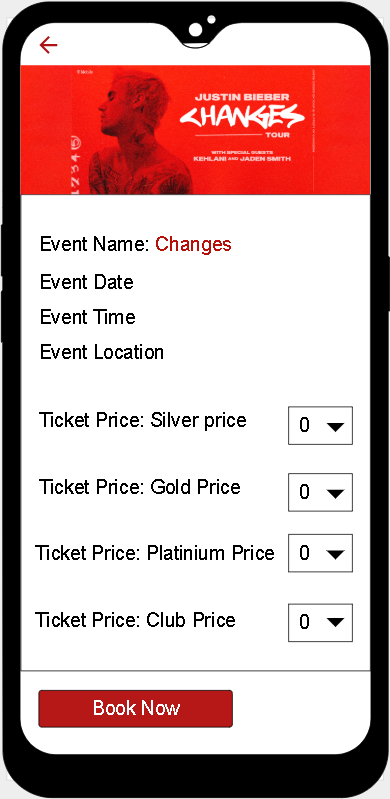 JUSTIN BIEBER
CHANGES
TOUR
WITH SPECIAL GUESTS
KEHLANI AND JADEN SMITH
1234
Event Name: Changes
Event Date
Event Time
Event Location
Ticket Price: Silver price 0
Ticket Price: Gold Price 0
Ticket Price: Platinium Price 0
Ticket Price: Club Price 0
Book Now